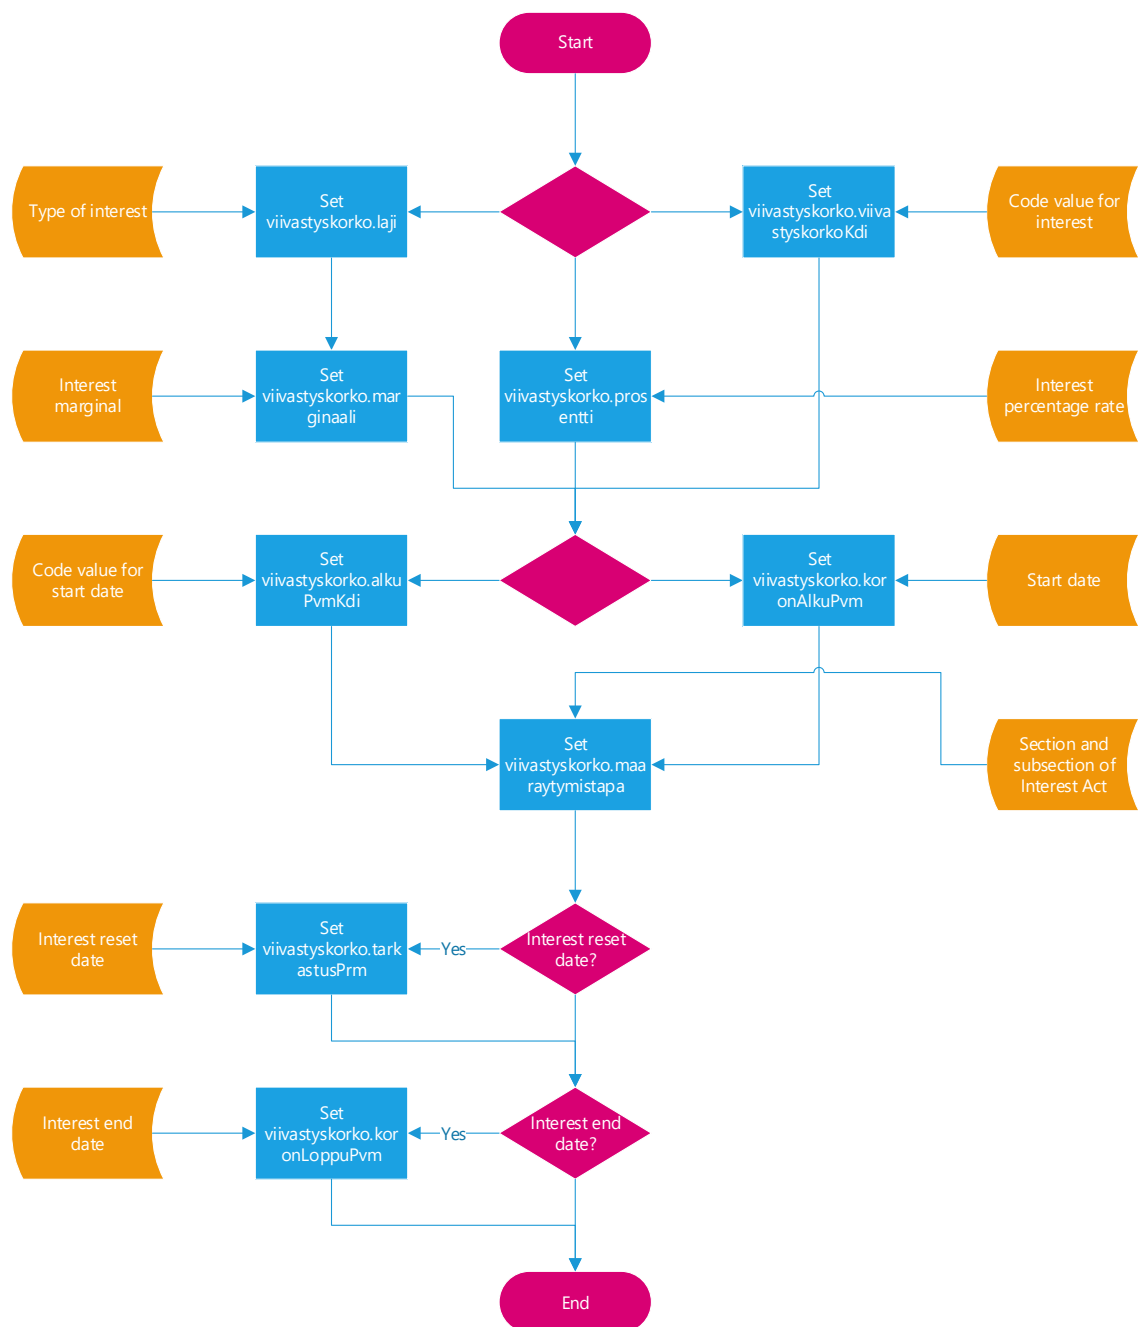 Start
Type of interest
Set
viivastyskorko.laji
Set
viivastyskorko.viiva
styskorkoKdi
Code value for
interest
Interest
marginal
Set
viivastyskorko.mar
ginaali
Set
viivastyskorko.pros
entti
Interest
percentage rate
Code value for
start date
Set
viivastyskorko.alku
PvmKdi
Set
viivastyskorko.kor
onAlkuPvm
Start date
Set
viivastyskorko.maa
raytymistapa
Section and
subsection of
Interest Act
Interest reset
date
Set
viivastyskorko.tark
astusPrm
Yes
Interest reset
date?
Interest end
date
Set
viivastyskorko.kor
onLoppuPvm
Yes
Interest end
date?
End